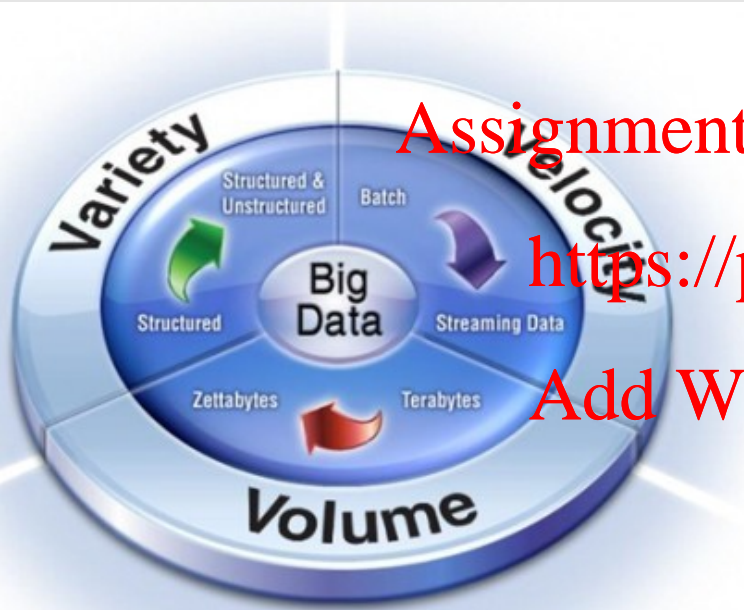 Variety
Velocity
Assignment
Structured &
Unstructured
Batch
https://p
Big
Data
Structured
Streaming Data
Zettabytes
Terabytes
Add W
Volume